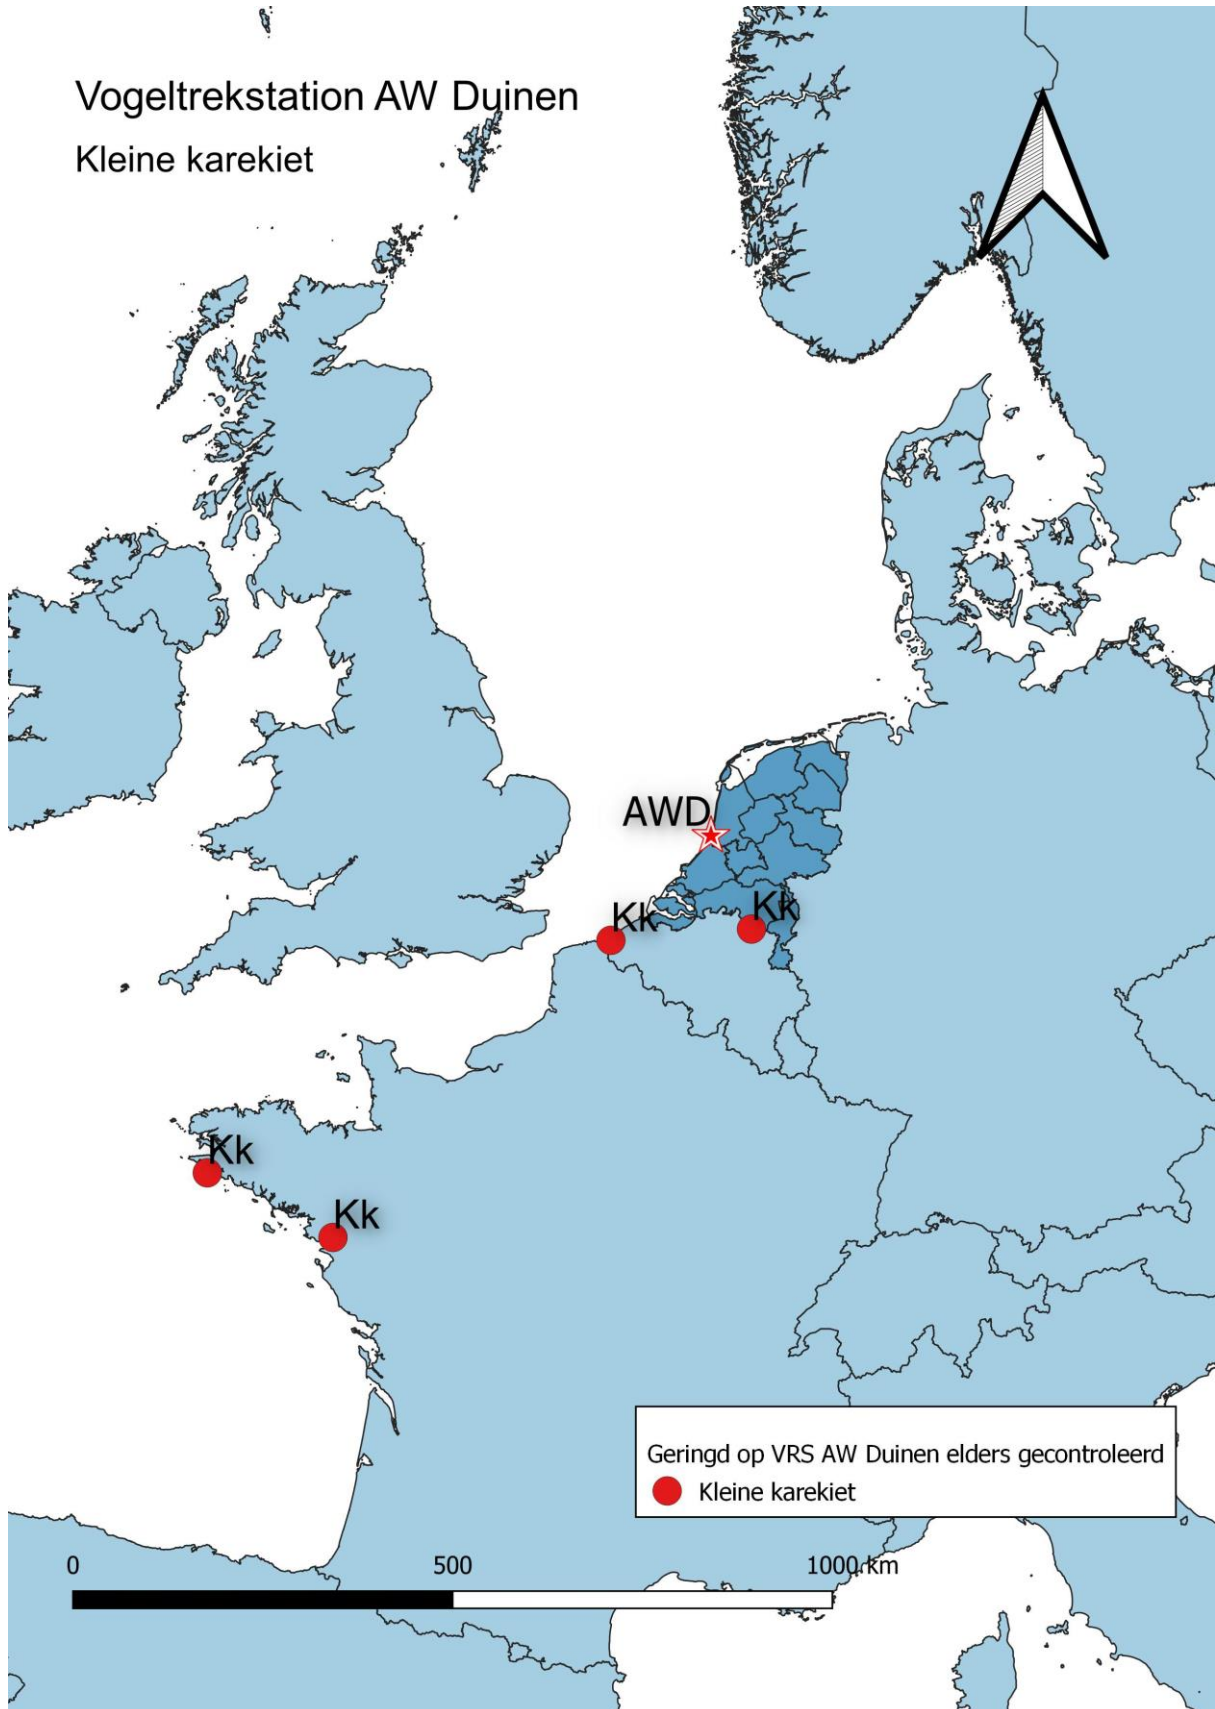 Vogeltrekstation AW Duinen
Kleine karekiet
AWD
Kk
Kk
Kk
Kk
Geringd op VRS AW Duinen elders gecontroleerd
Kleine karekiet
0 500 1000 km